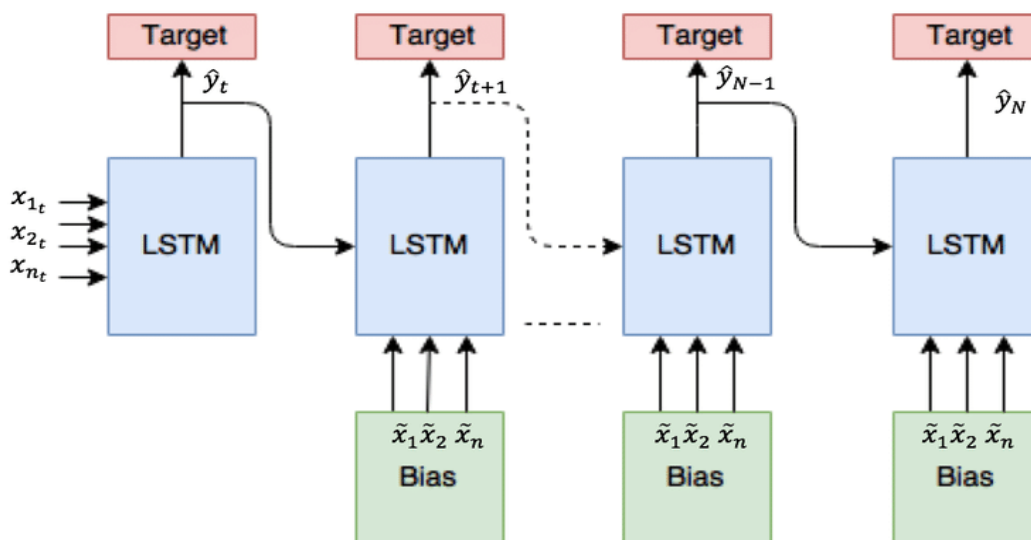 Target Target Target Target
ŷ_t ŷ_{t+1} ŷ_{N-1} ŷ_N
x_{1_t}
x_{2_t}
x_{n_t}
LSTM LSTM LSTM LSTM
x̃_1 x̃_2 x̃_n x̃_1 x̃_2 x̃_n x̃_1 x̃_2 x̃_n
Bias Bias Bias